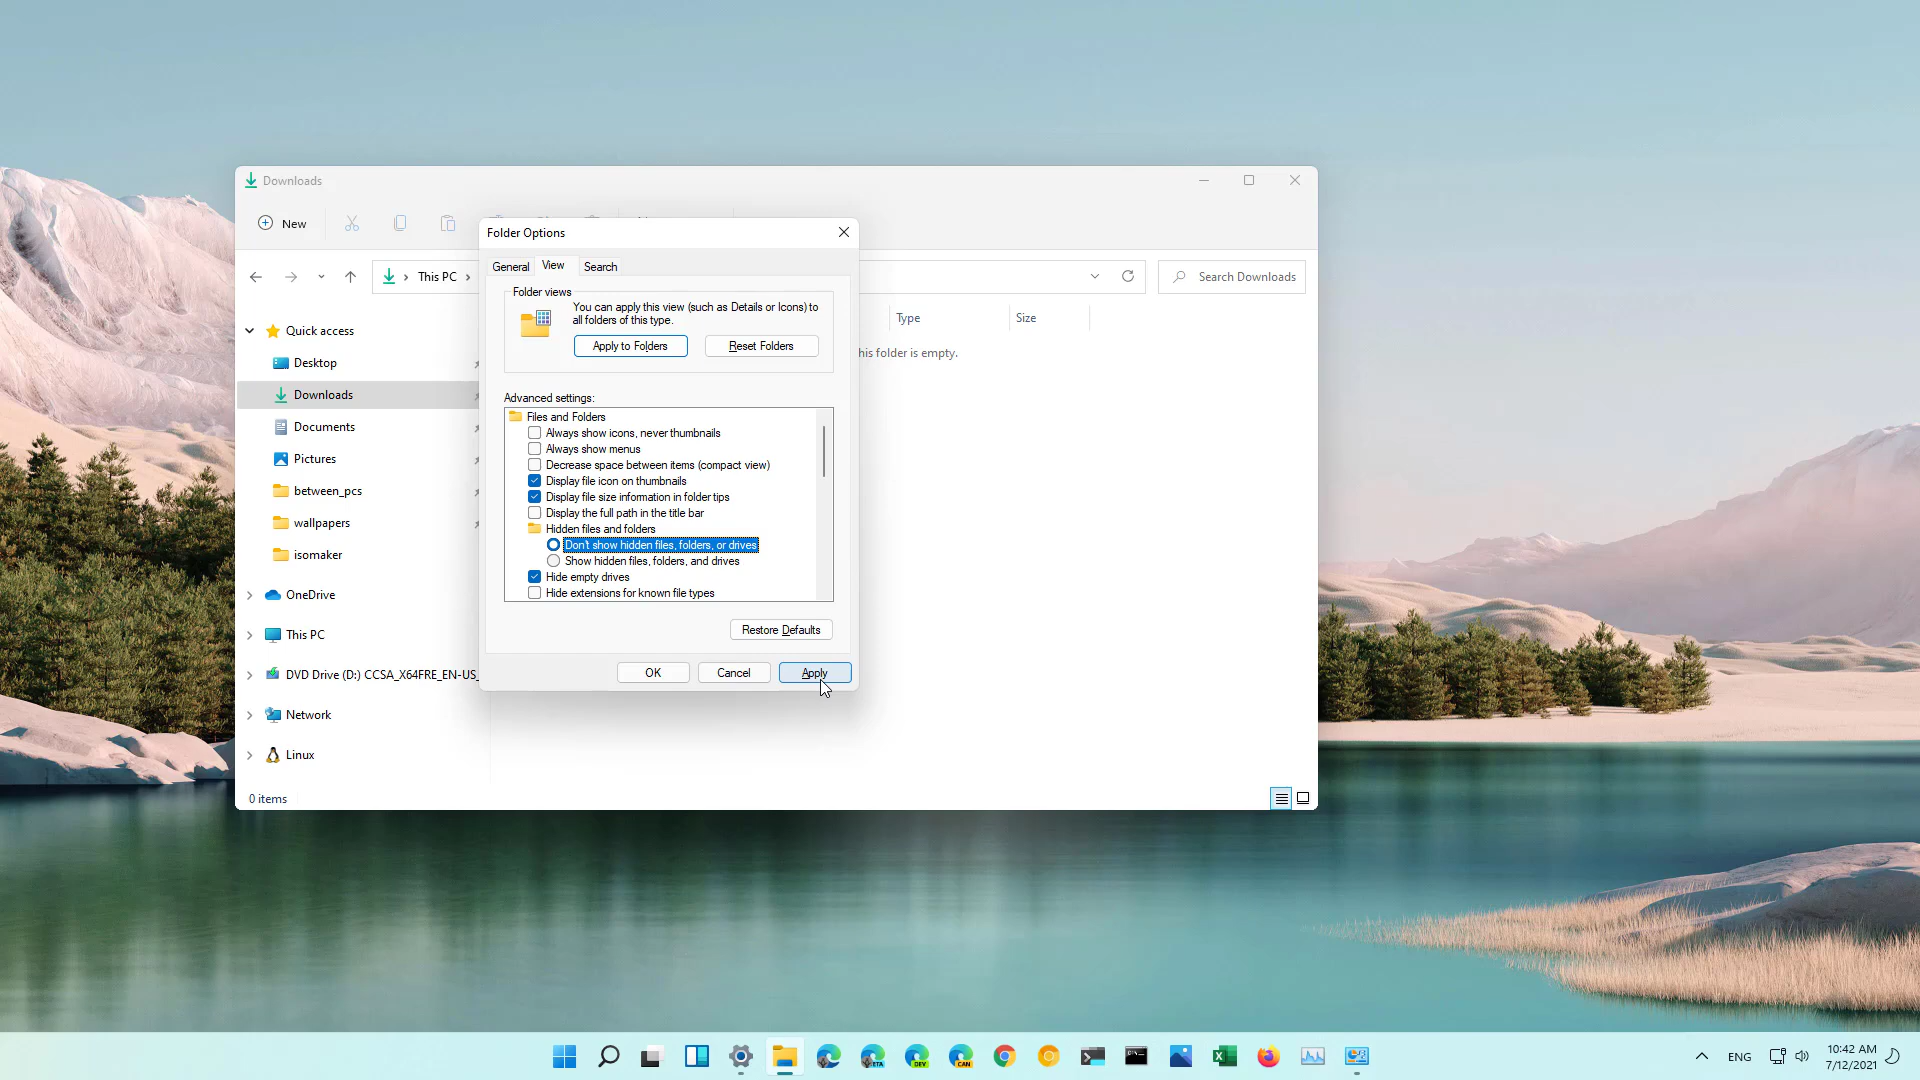 Downloads
New
Folder Options
General
View
Search
This PC
Search Downloads
Folder views
You can apply this view (such as Details or Icons) to
all folders of this type.
Apply to Folders
Reset Folders
Type
Size
his folder is empty.
Quick access
Desktop
Downloads
Documents
Pictures
between_pcs
wallpapers
isomaker
OneDrive
This PC
DVD Drive (D:) CCSA_X64FRE_EN-US_
Network
Linux
Advanced settings:
Files and Folders
Always show icons, never thumbnails
Always show menus
Decrease space between items (compact view)
Display file icon on thumbnails
Display file size information in folder tips
Display the full path in the title bar
Hidden files and folders
Don't show hidden files, folders, or drives
Show hidden files, folders, and drives
Hide empty drives
Hide extensions for known file types
Restore Defaults
OK
Cancel
Apply
0 items
BETA
DEV
CAN
ENG
10:42 AM
7/12/2021